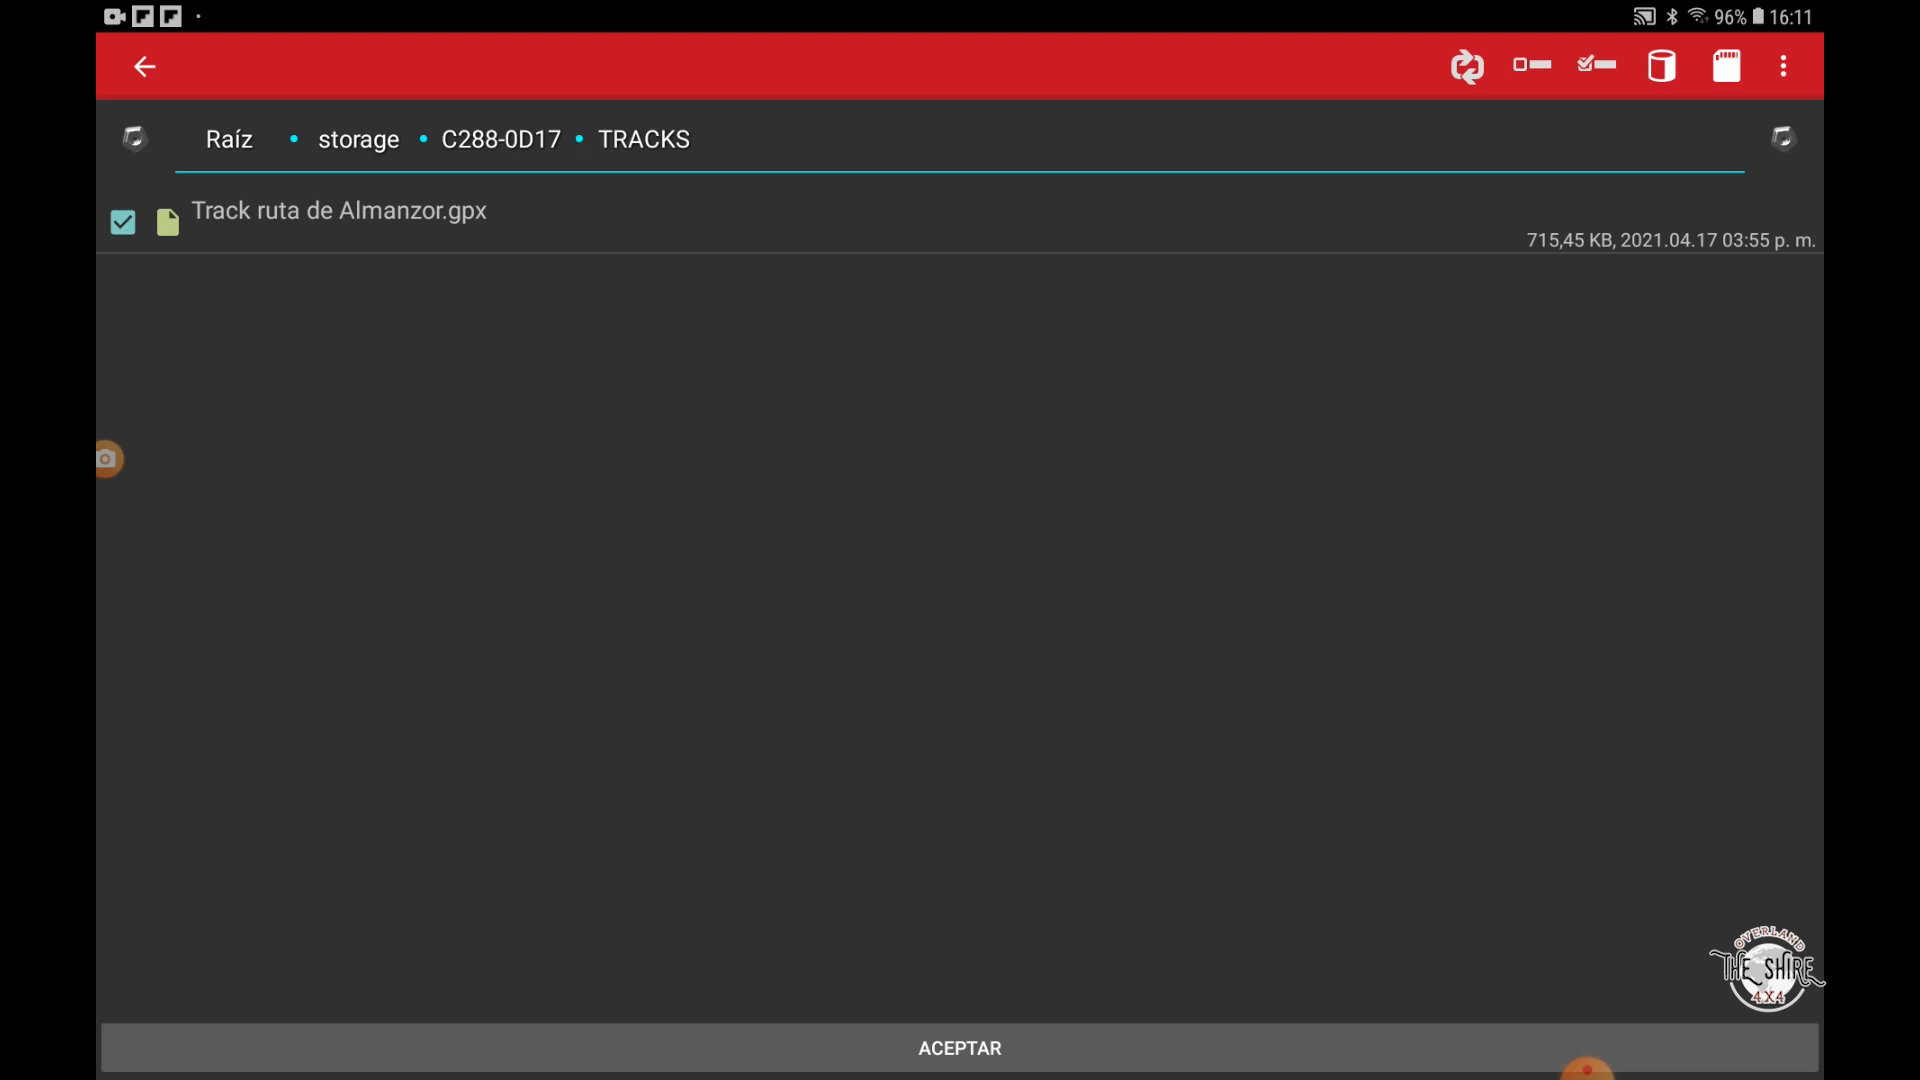 96% 16:11
Raíz • storage • C288-0D17 • TRACKS
Track ruta de Almanzor.gpx
715,45 KB, 2021.04.17 03:55 p. m.
OVERLAND
THE SHIRE
4X4
ACEPTAR